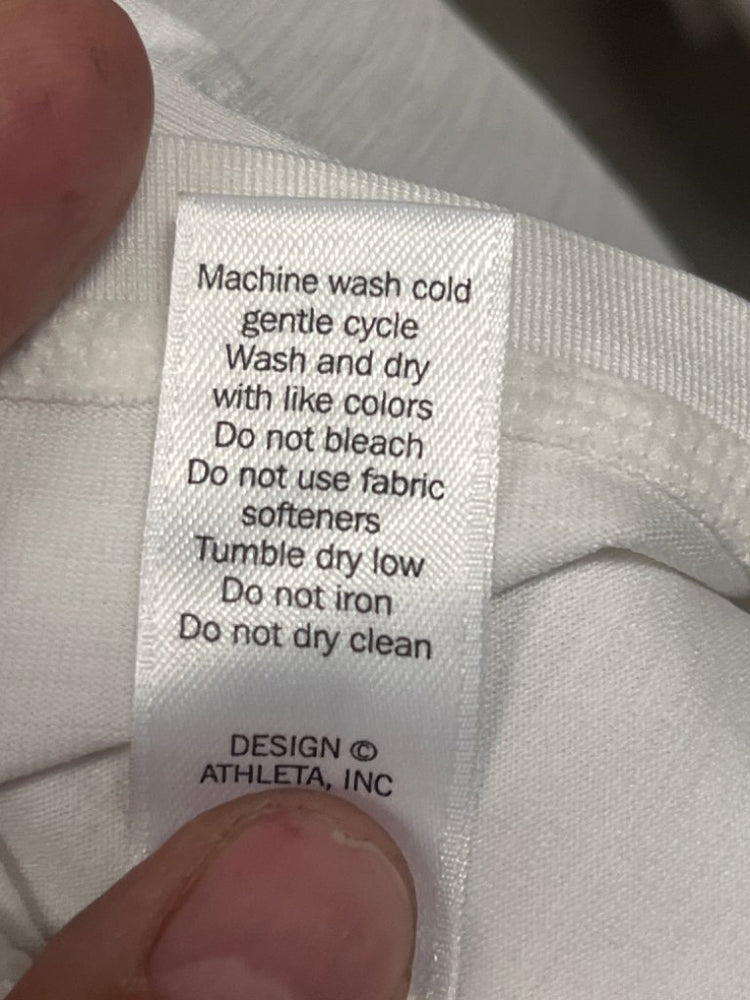 Machine wash cold
gentle cycle
Wash and dry
with like colors
Do not bleach
Do not use fabric
softeners
Tumble dry low
Do not iron
Do not dry clean
DESIGN ©
ATHLETA, INC